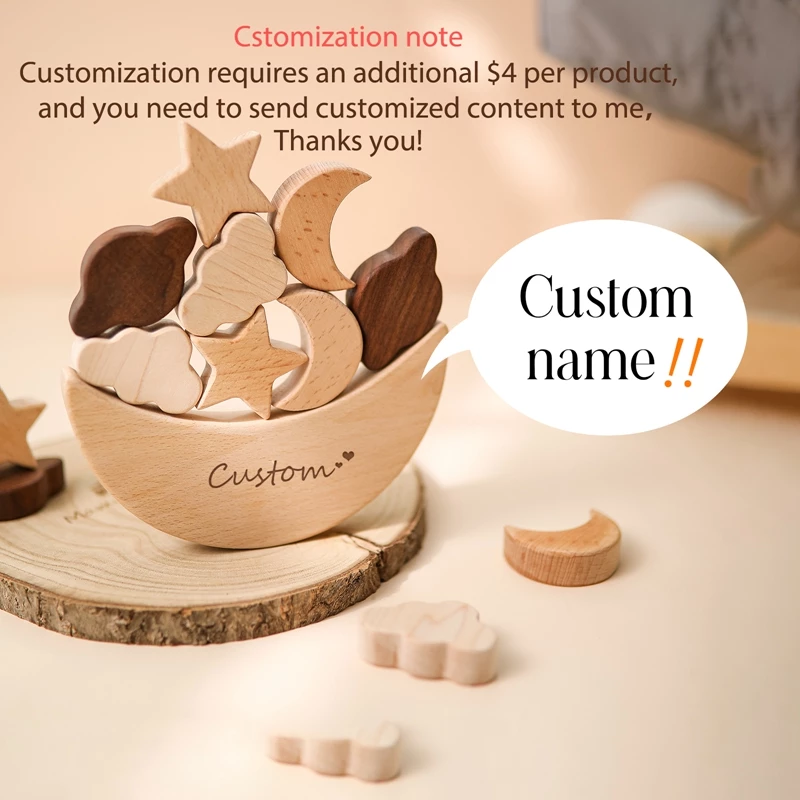 Cstomization note
Customization requires an additional $4 per product,
and you need to send customized content to me,
Thanks you!
Custom
name!!
Custom